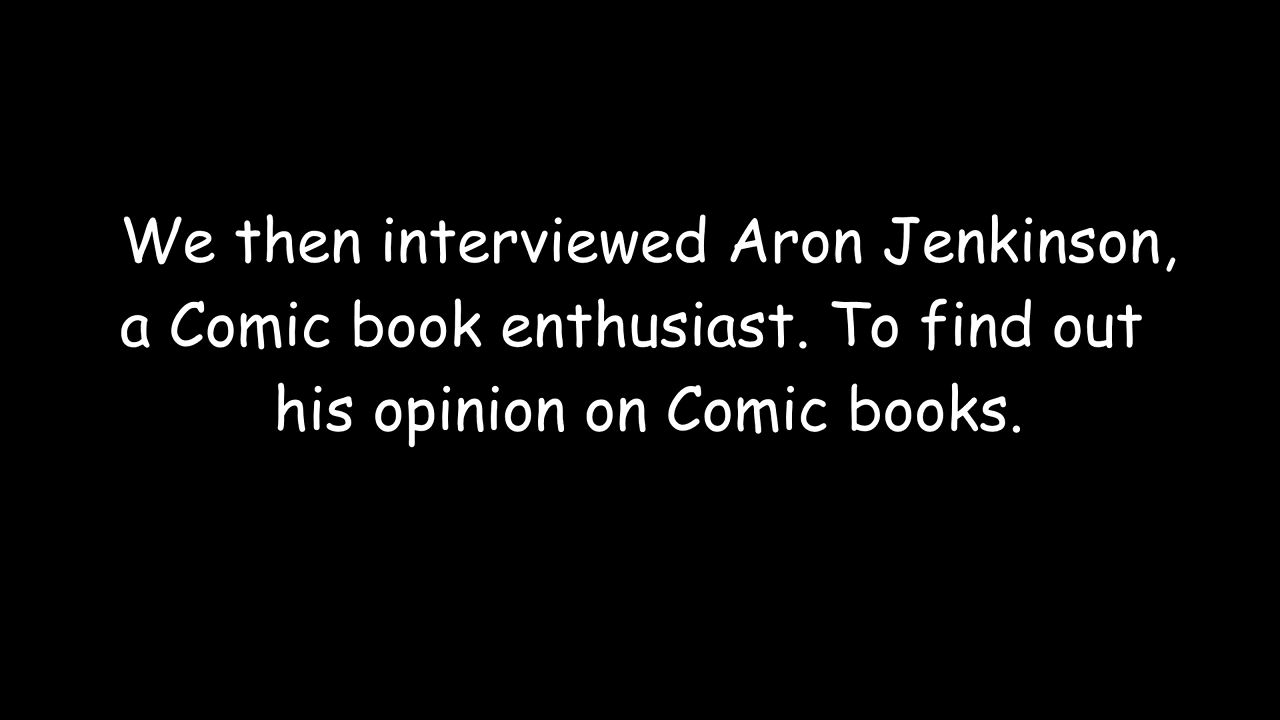 We then interviewed Aron Jenkinson,
a Comic book enthusiast. To find out
his opinion on Comic books.